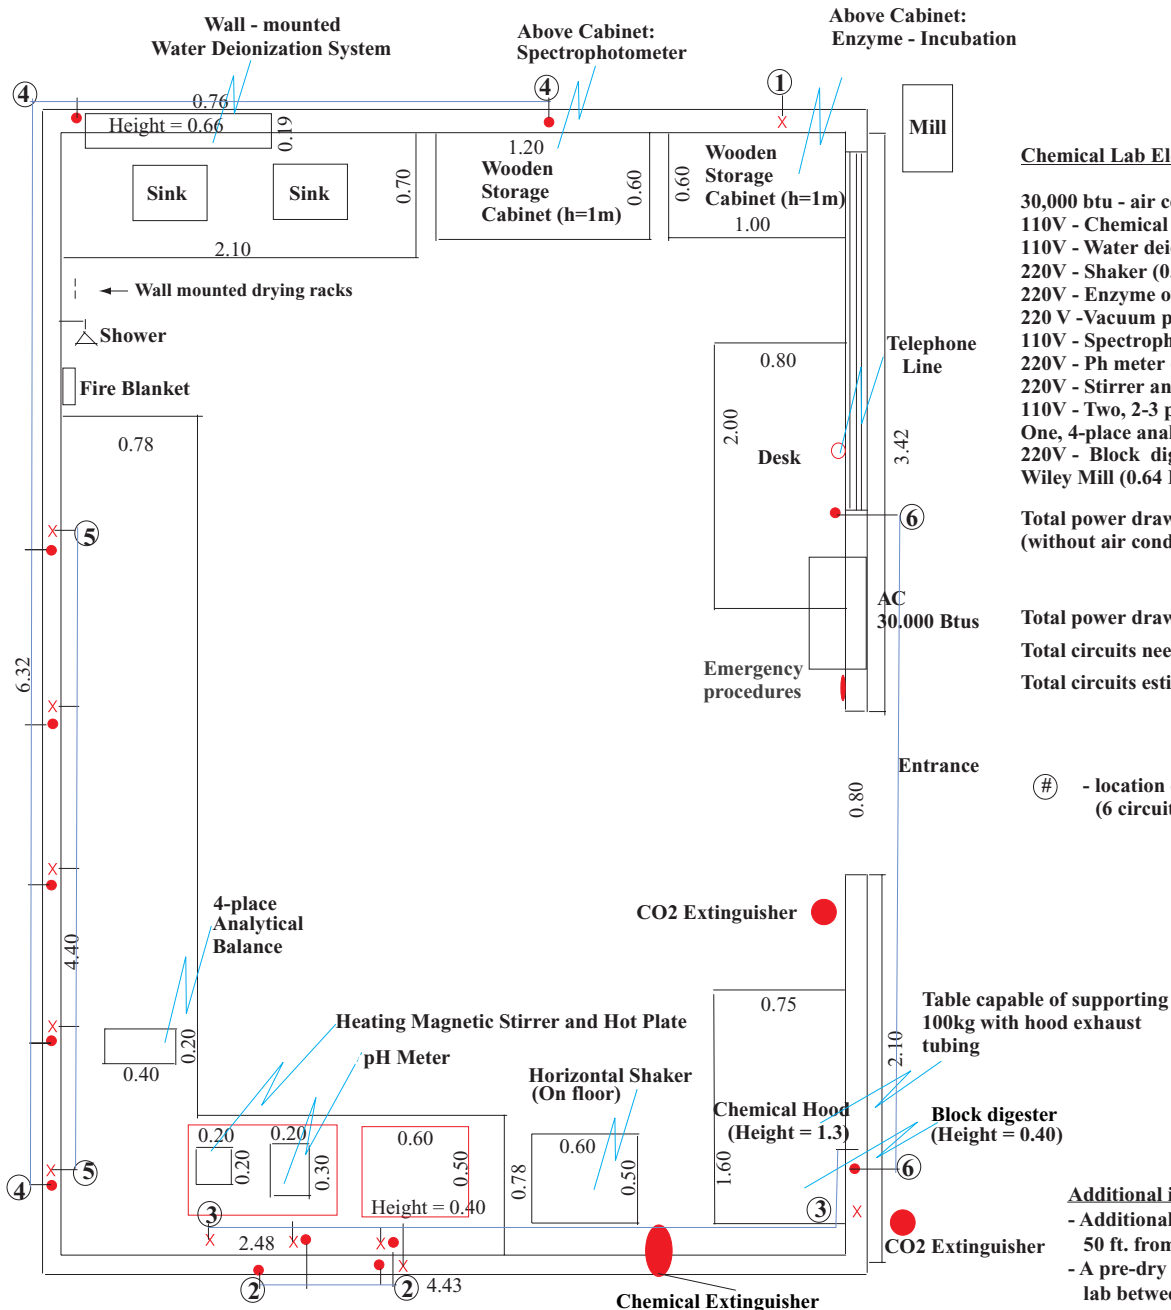 Wall - mounted
Water Deionization System
Above Cabinet:
Spectrophotometer
Above Cabinet:
Enzyme - Incubation
4
4
1
0.76
Height = 0.66
0.19
Mill
Sink
Sink
0.70
2.10
1.20
Wooden
Storage
Cabinet (h=1m)
0.60
0.60
Wooden
Storage
Cabinet (h=1m)
1.00
Chemical Lab El
30,000 btu - air c
110V - Chemical
110V - Water dei
220V - Shaker (0.
220V - Enzyme o
220 V -Vacuum p
110V - Spectroph
220V - Ph meter
220V - Stirrer an
110V - Two, 2-3 p
One, 4-place anal
220V - Block dig
Wiley Mill (0.64
Total power draw
(without air cond
Total power draw
Total circuits nee
Total circuits esti
# - location
(6 circuit
Wall mounted drying racks
Shower
Fire Blanket
0.78
Telephone
Line
0.80
2.00
Desk
3.42
6
5
AC
30.000 Btus
Emergency
procedures
6.32
Entrance
0.80
CO2 Extinguisher
4-place
Analytical
Balance
4.40
0.20
0.40
Heating Magnetic Stirrer and Hot Plate
pH Meter
Horizontal Shaker
(On floor)
0.75
Table capable of supporting
100kg with hood exhaust
tubing
2.10
Chemical Hood
(Height = 1.3)
Block digester
(Height = 0.40)
1.60
0.20
0.20
0.20
0.30
0.60
0.50
Height = 0.40
0.78
0.60
0.50
5
4
6
3
3
2.48
2
2
4.43
CO2 Extinguisher
Chemical Extinguisher
Additional i
- Additional
50 ft. from
- A pre-dry
lab betwee